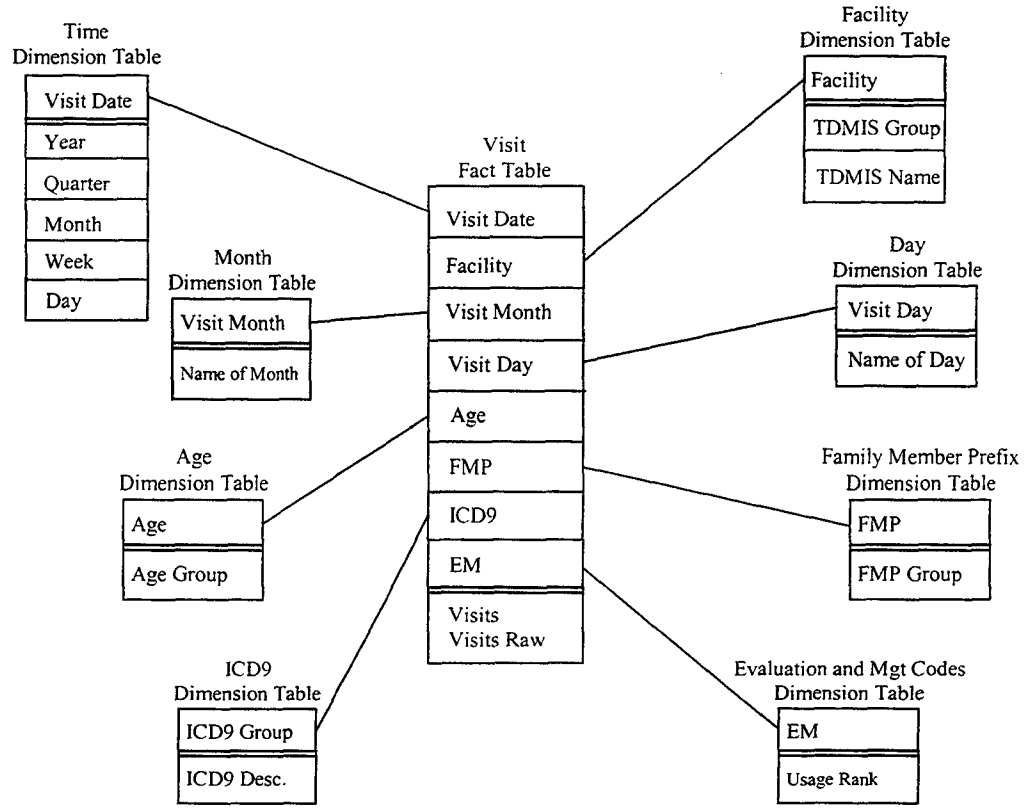 Time
Dimension Table
Visit Date
Year
Quarter
Month
Week
Day
Facility
Dimension Table
Facility
TDMIS Group
TDMIS Name
Visit
Fact Table
Visit Date
Facility
Visit Month
Visit Day
Age
FMP
ICD9
EM
Visits
Visits Raw
Month
Dimension Table
Visit Month
Name of Month
Day
Dimension Table
Visit Day
Name of Day
Age
Dimension Table
Age
Age Group
Family Member Prefix
Dimension Table
FMP
FMP Group
ICD9
Dimension Table
ICD9 Group
ICD9 Desc.
Evaluation and Mgt Codes
Dimension Table
EM
Usage Rank